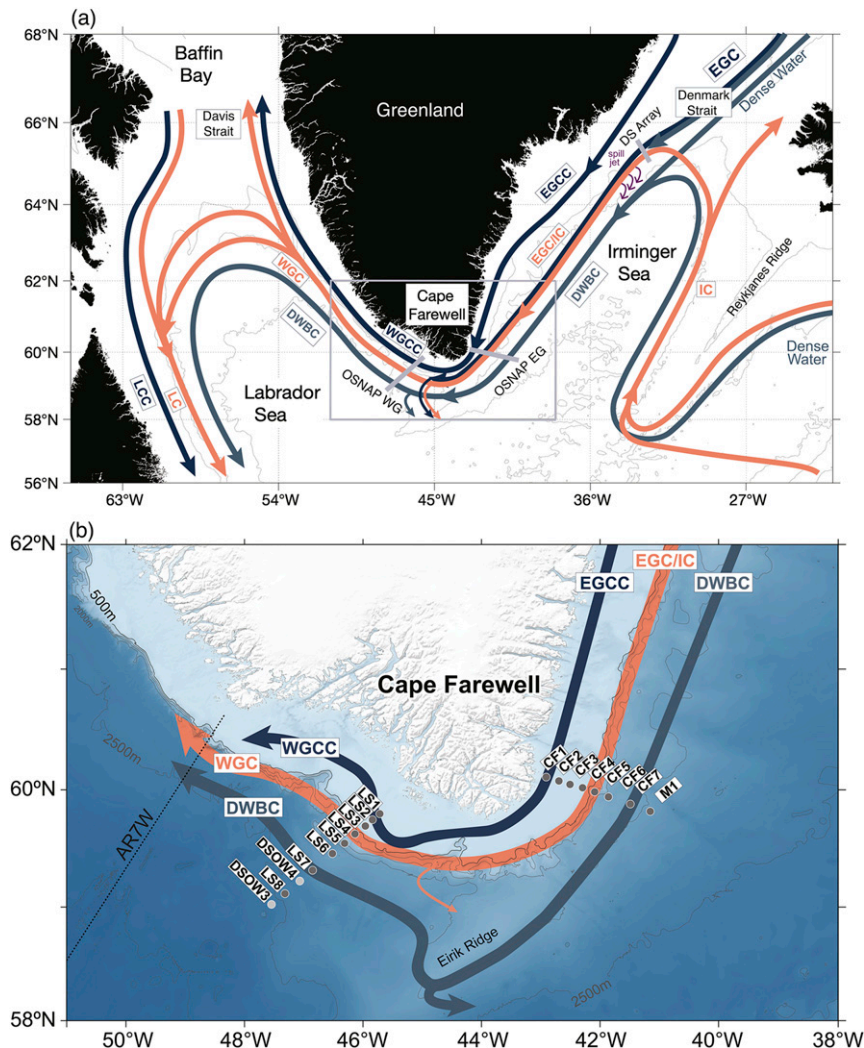 (a)
68°N
66°N
64°N
62°N
60°N
58°N
56°N
63°W
54°W
45°W
36°W
27°W
Baffin
Bay
Davis
Strait
Greenland
EGC
Dense Water
Denmark
Strait
DS Array
spill
jet
EGCC
EGC/IC
Irminger
Sea
DWBC
IC
Reykjanes Ridge
WGC
Cape
Farewell
DWBC
WGCC
OSNAP WG
OSNAP EG
Dense
Water
Labrador
Sea
LCC
LC
(b)
62°N
60°N
58°N
50°W
48°W
46°W
44°W
42°W
40°W
38°W
500m
2500m
EGC/IC
EGCC
DWBC
Cape Farewell
WGCC
WGC
DWBC
AR7W
CF1
CF2
CF3
CF4
CF5
CF6
CF7
M1
LS1
LS2
LS3
LS4
LS5
LS6
LS7
DSOW4
LS8
DSOW3
Eirik Ridge
2500m